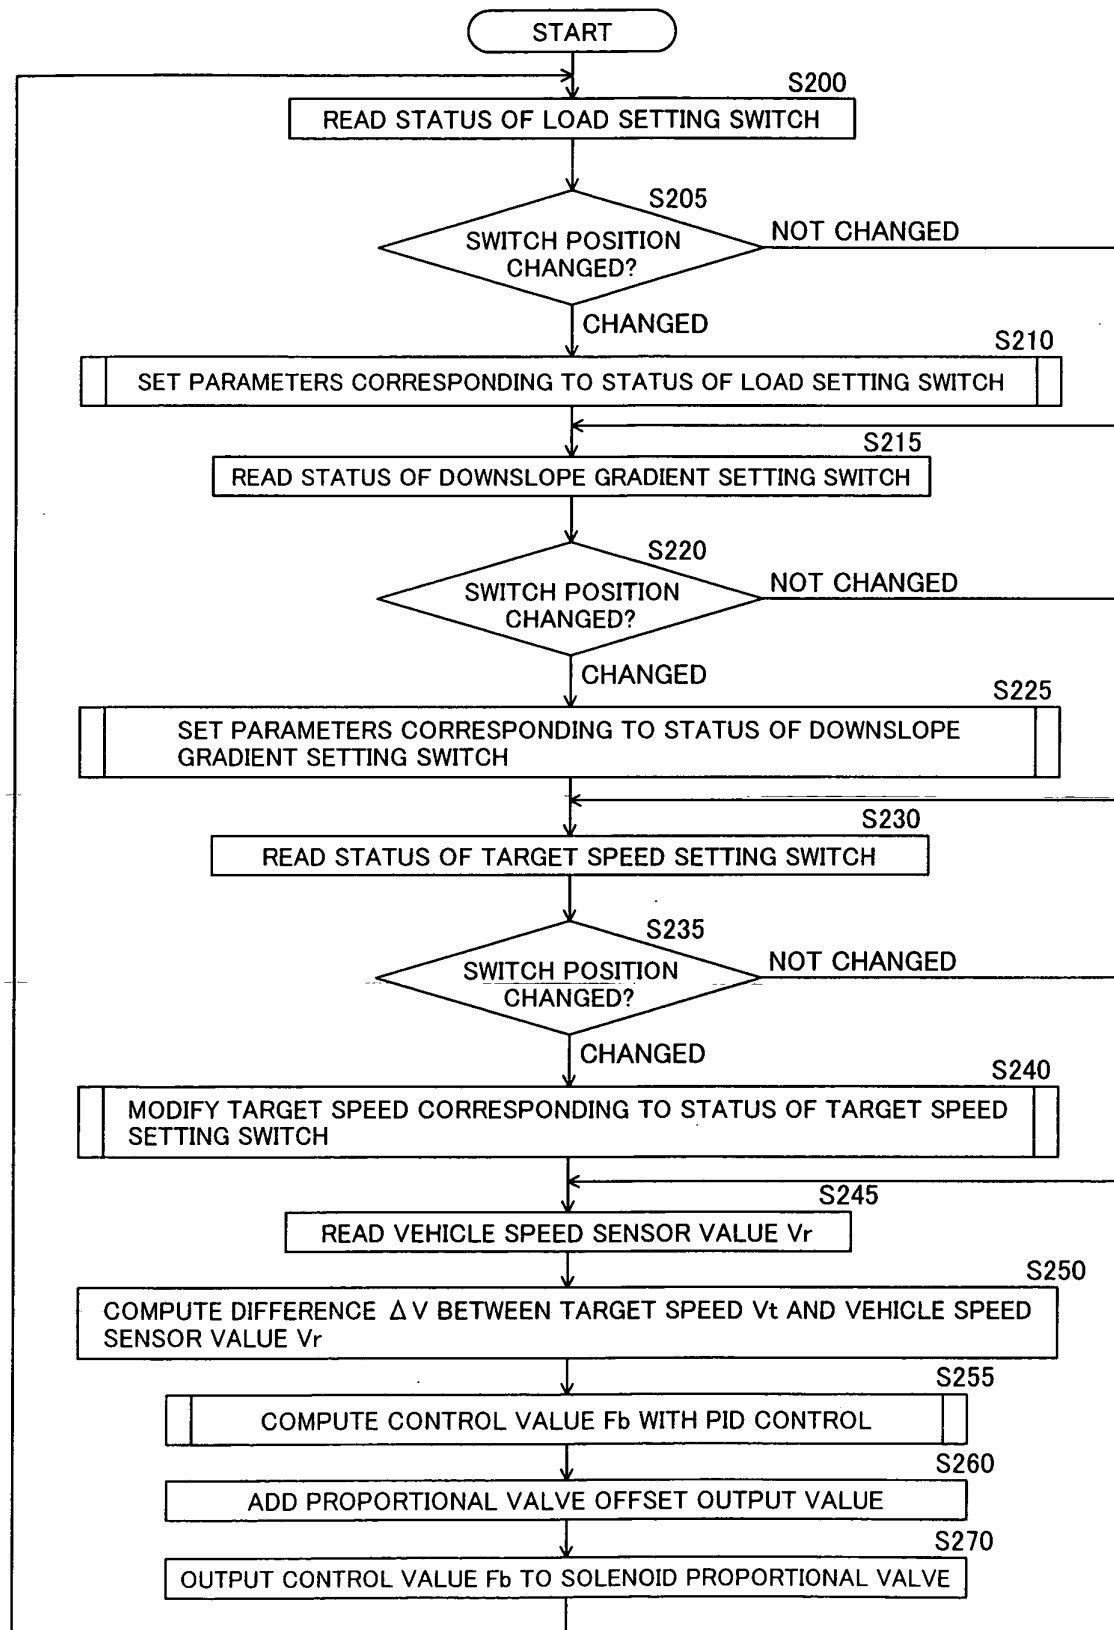 START
S200
READ STATUS OF LOAD SETTING SWITCH
S205
SWITCH POSITION
CHANGED?
NOT CHANGED
CHANGED
S210
SET PARAMETERS CORRESPONDING TO STATUS OF LOAD SETTING SWITCH
S215
READ STATUS OF DOWNSLOPE GRADIENT SETTING SWITCH
S220
SWITCH POSITION
CHANGED?
NOT CHANGED
CHANGED
S225
SET PARAMETERS CORRESPONDING TO STATUS OF DOWNSLOPE
GRADIENT SETTING SWITCH
S230
READ STATUS OF TARGET SPEED SETTING SWITCH
S235
SWITCH POSITION
CHANGED?
NOT CHANGED
CHANGED
S240
MODIFY TARGET SPEED CORRESPONDING TO STATUS OF TARGET SPEED
SETTING SWITCH
S245
READ VEHICLE SPEED SENSOR VALUE Vr
S250
COMPUTE DIFFERENCE ΔV BETWEEN TARGET SPEED Vt AND VEHICLE SPEED
SENSOR VALUE Vr
S255
COMPUTE CONTROL VALUE Fb WITH PID CONTROL
S260
ADD PROPORTIONAL VALVE OFFSET OUTPUT VALUE
S270
OUTPUT CONTROL VALUE Fb TO SOLENOID PROPORTIONAL VALVE